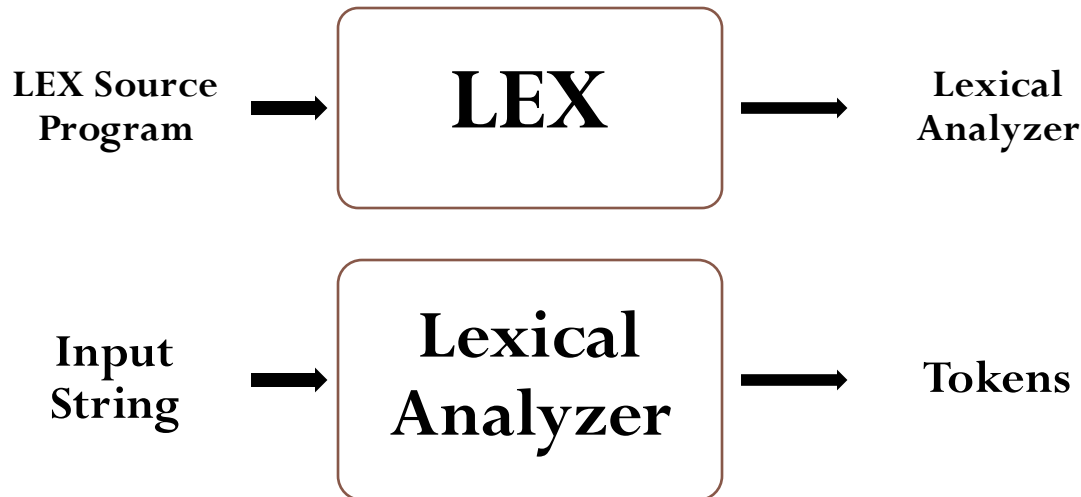 LEX Source
Program
LEX
Lexical
Analyzer
Input
String
Lexical
Analyzer
Tokens